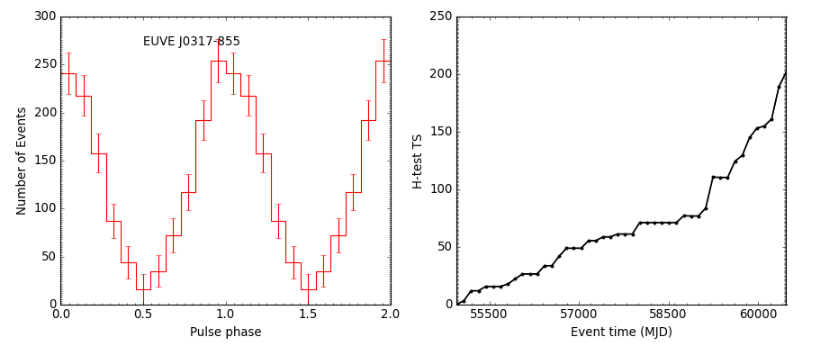 300
250
200
150
100
50
0
Number of Events
EUVE J0317-855
0.0 0.5 1.0 1.5 2.0
Pulse phase
250
200
150
100
50
0
H-test TS
55500 57000 58500 60000
Event time (MJD)